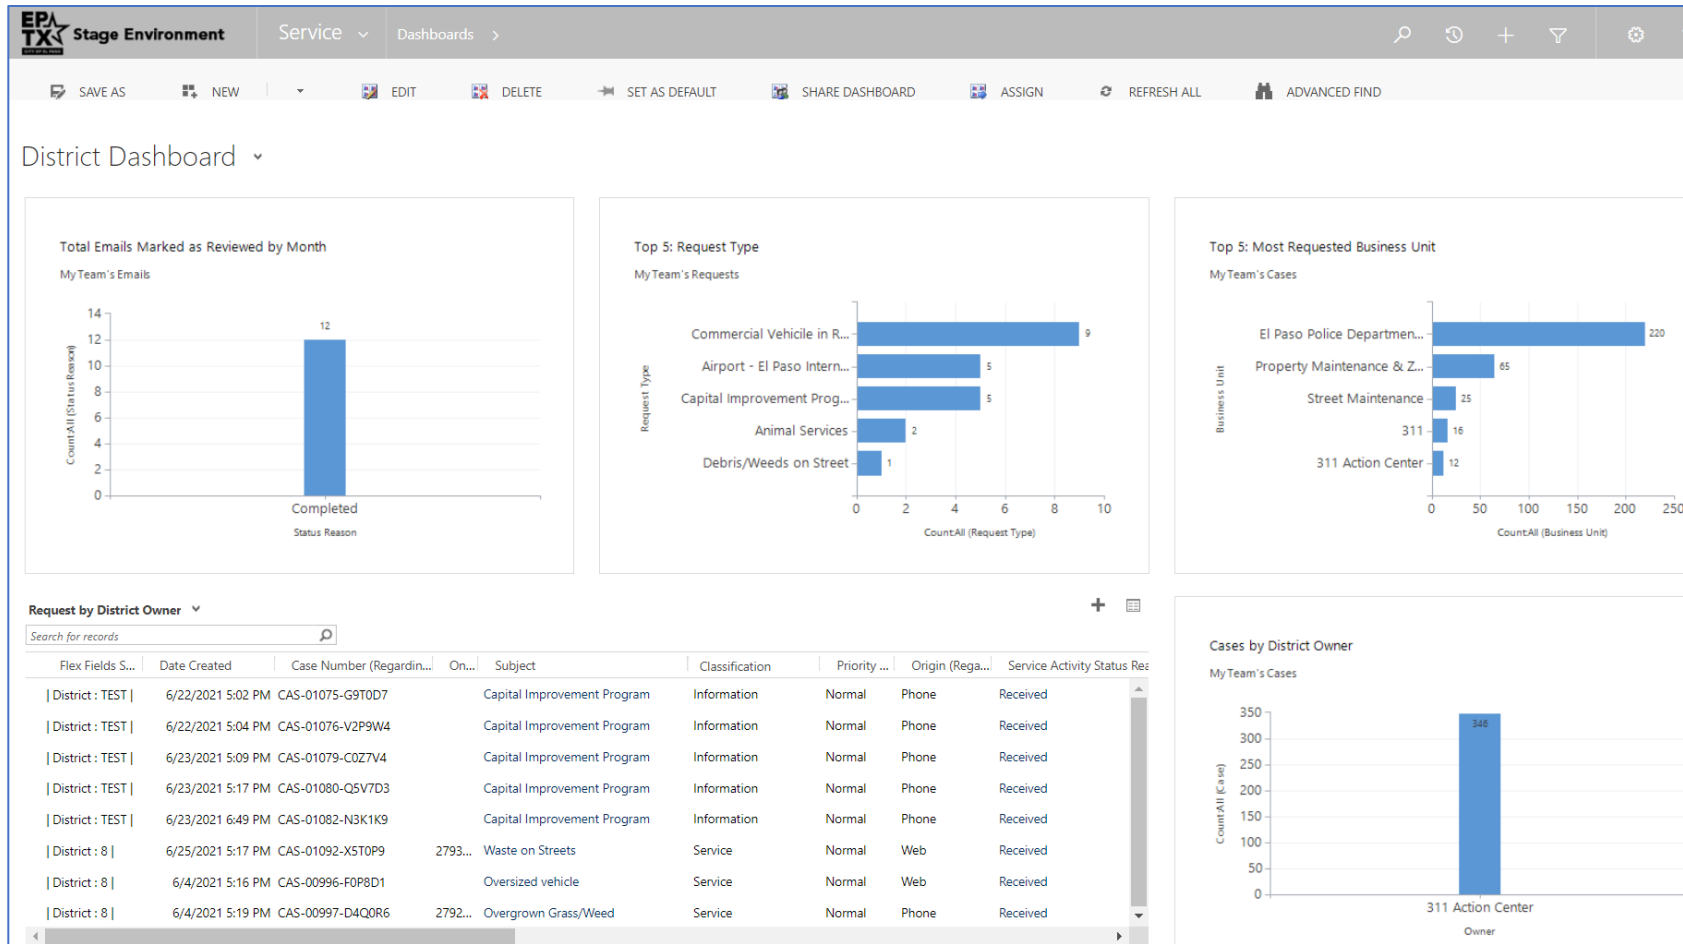 EPA
TX
CITY OF EL PASO
Stage Environment
Service
Dashboards
SAVE AS
NEW
EDIT
DELETE
SET AS DEFAULT
SHARE DASHBOARD
ASSIGN
REFRESH ALL
ADVANCED FIND
District Dashboard
Total Emails Marked as Reviewed by Month
My Team's Emails
14
12
10
8
6
4
2
0
12
Count:All (Status Reason)
Completed
Status Reason
Top 5: Request Type
My Team's Requests
Request Type
Commercial Vehicile in R... 9
Airport - El Paso Intern... 5
Capital Improvement Prog... 5
Animal Services 2
Debris/Weeds on Street 1
0 2 4 6 8 10
Count:All (Request Type)
Top 5: Most Requested Business Unit
My Team's Cases
Business Unit
El Paso Police Departmen... 220
Property Maintenance & Z... 65
Street Maintenance 25
311 16
311 Action Center 12
0 50 100 150 200 250
Count:All (Business Unit)
Request by District Owner
Search for records
Flex Fields S... Date Created Case Number (Regardin... On... Subject Classification Priority ... Origin (Rega... Service Activity Status Rea
| District : TEST | 6/22/2021 5:02 PM CAS-01075-G9T0D7 Capital Improvement Program Information Normal Phone Received
| District : TEST | 6/22/2021 5:04 PM CAS-01076-V2P9W4 Capital Improvement Program Information Normal Phone Received
| District : TEST | 6/23/2021 5:09 PM CAS-01079-C0Z7V4 Capital Improvement Program Information Normal Phone Received
| District : TEST | 6/23/2021 5:17 PM CAS-01080-Q5V7D3 Capital Improvement Program Information Normal Phone Received
| District : TEST | 6/23/2021 6:49 PM CAS-01082-N3K1K9 Capital Improvement Program Information Normal Phone Received
| District : 8 | 6/25/2021 5:17 PM CAS-01092-X5T0P9 2793... Waste on Streets Service Normal Web Received
| District : 8 | 6/4/2021 5:16 PM CAS-00996-F0P8D1 Oversized vehicle Service Normal Web Received
| District : 8 | 6/4/2021 5:19 PM CAS-00997-D4Q0R6 2792... Overgrown Grass/Weed Service Normal Phone Received
Cases by District Owner
My Team's Cases
350
300
250
200
150
100
50
0
346
Count:All (Case)
311 Action Center
Owner